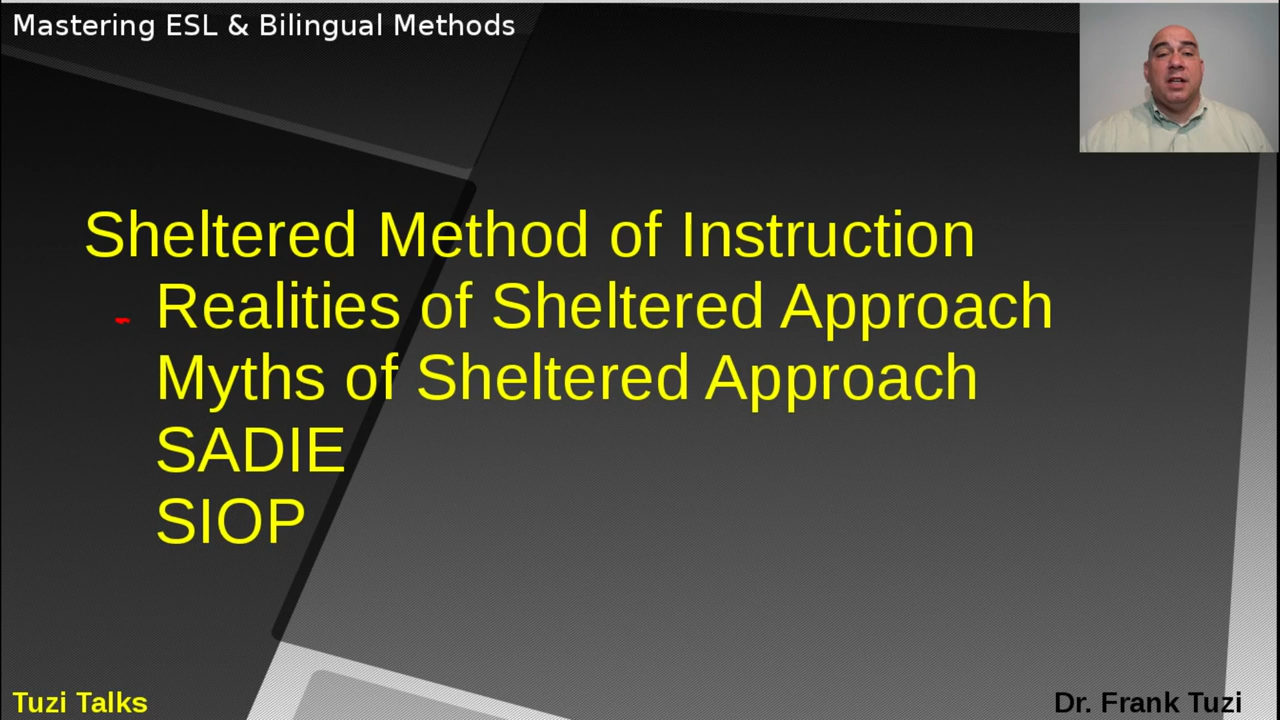 Mastering ESL & Bilingual Methods
Sheltered Method of Instruction
Realities of Sheltered Approach
Myths of Sheltered Approach
SADIE
SIOP
Tuzi Talks
Dr. Frank Tuzi